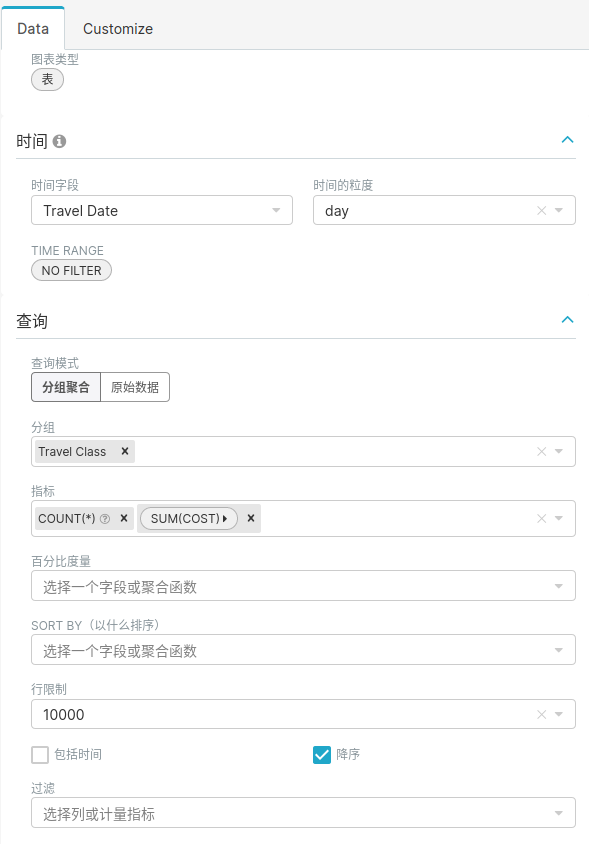 Data Customize
图表类型
表
时间
时间字段 时间的粒度
Travel Date day
TIME RANGE
NO FILTER
查询
查询模式
分组聚合 原始数据
分组
Travel Class
指标
COUNT(*) SUM(COST)
百分比度量
选择一个字段或聚合函数
SORT BY（以什么排序）
选择一个字段或聚合函数
行限制
10000
包括时间 降序
过滤
选择列或计量指标